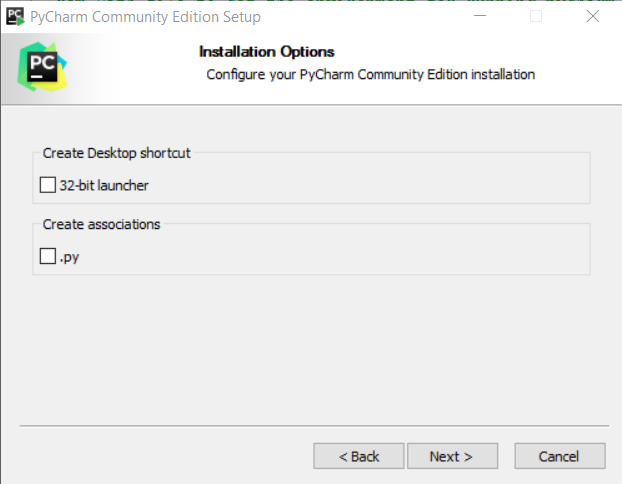 PyCharm Community Edition Setup
PC
Installation Options
Configure your PyCharm Community Edition installation
Create Desktop shortcut
32-bit launcher
Create associations
.py
< Back
Next >
Cancel